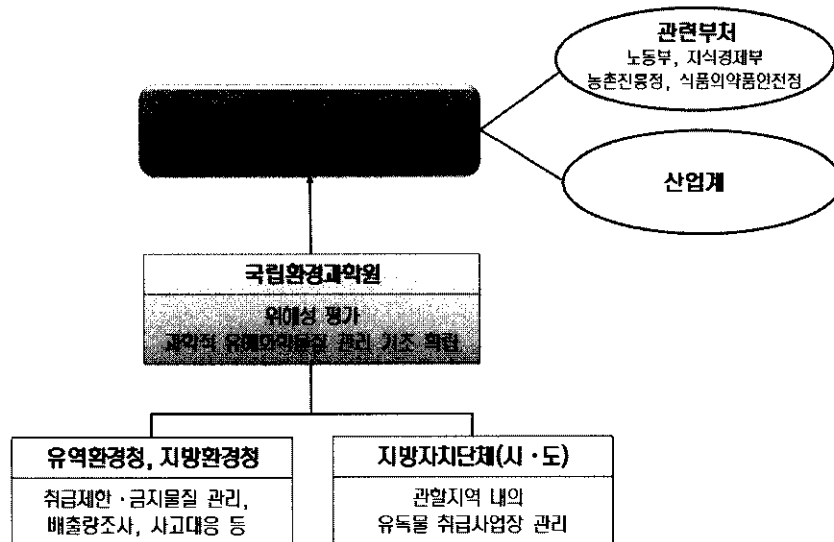 관련부처
노동부, 지식경제부
농촌진흥청, 식품의약품안전청
산업계
국립환경과학원
위해성 평가
과학적 유해화학물질 관리 기초 확립
유역환경청, 지방환경청
취급제한·금지물질 관리,
배출량조사, 사고대응 등
지방자치단체(시·도)
관할지역 내의
유독물 취급사업장 관리